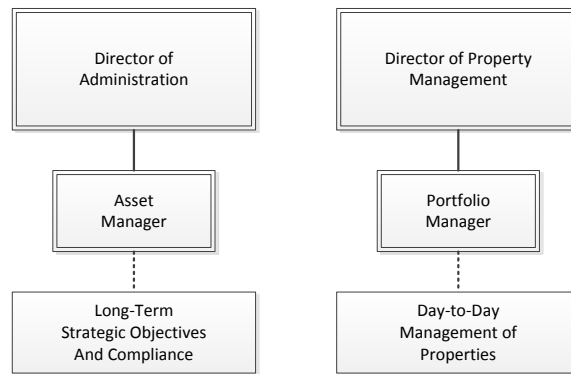 Director of
Administration
Director of Property
Management
Asset
Manager
Portfolio
Manager
Long-Term
Strategic Objectives
And Compliance
Day-to-Day
Management of
Properties